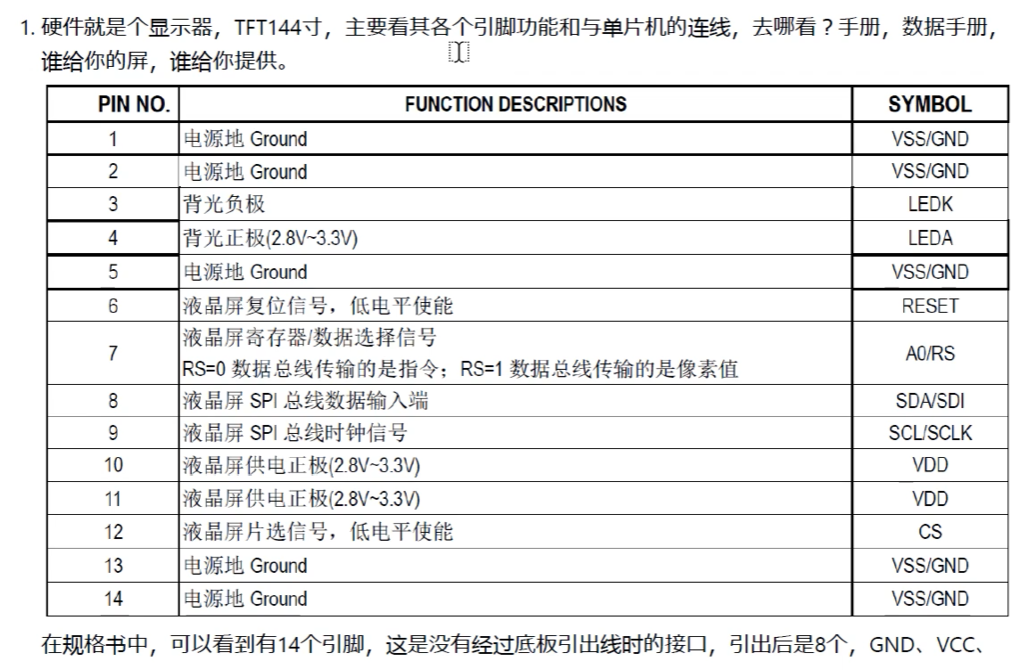 1. 硬件就是个显示器，TFT144寸，主要看其各个引脚功能和与单片机的连线，去哪看？手册，数据手册，
谁给你的屏，谁给你提供。
PIN NO. FUNCTION DESCRIPTIONS SYMBOL
1 电源地 Ground VSS/GND
2 电源地 Ground VSS/GND
3 背光负极 LEDK
4 背光正极(2.8V~3.3V) LEDA
5 电源地 Ground VSS/GND
6 液晶屏复位信号，低电平使能 RESET
7 液晶屏寄存器/数据选择信号 A0/RS
RS=0 数据总线传输的是指令；RS=1 数据总线传输的是像素值
8 液晶屏 SPI 总线数据输入端 SDA/SDI
9 液晶屏 SPI 总线时钟信号 SCL/SCLK
10 液晶屏供电正极(2.8V~3.3V) VDD
11 液晶屏供电正极(2.8V~3.3V) VDD
12 液晶屏片选信号，低电平使能 CS
13 电源地 Ground VSS/GND
14 电源地 Ground VSS/GND
在规格书中，可以看到有14个引脚，这是没有经过底板引出线时的接口，引出后是8个，GND、VCC、